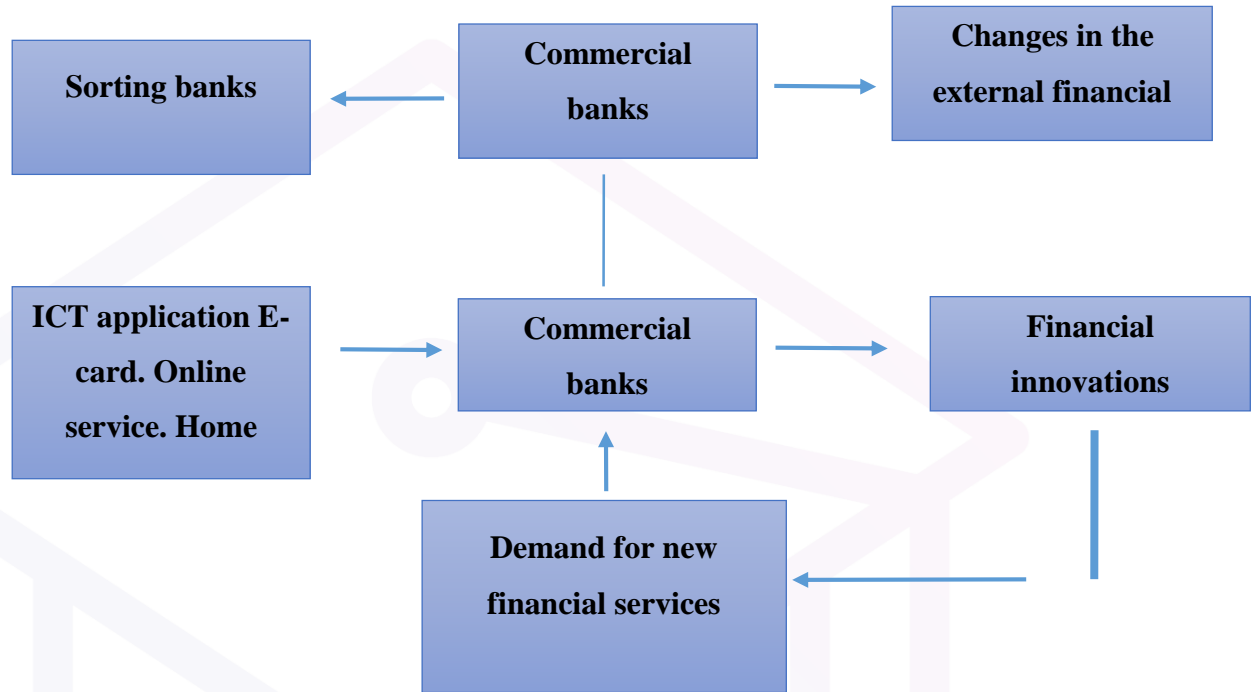 Sorting banks
Commercial
banks
Changes in the
external financial
ICT application E-
card. Online
service. Home
Commercial
banks
Financial
innovations
Demand for new
financial services